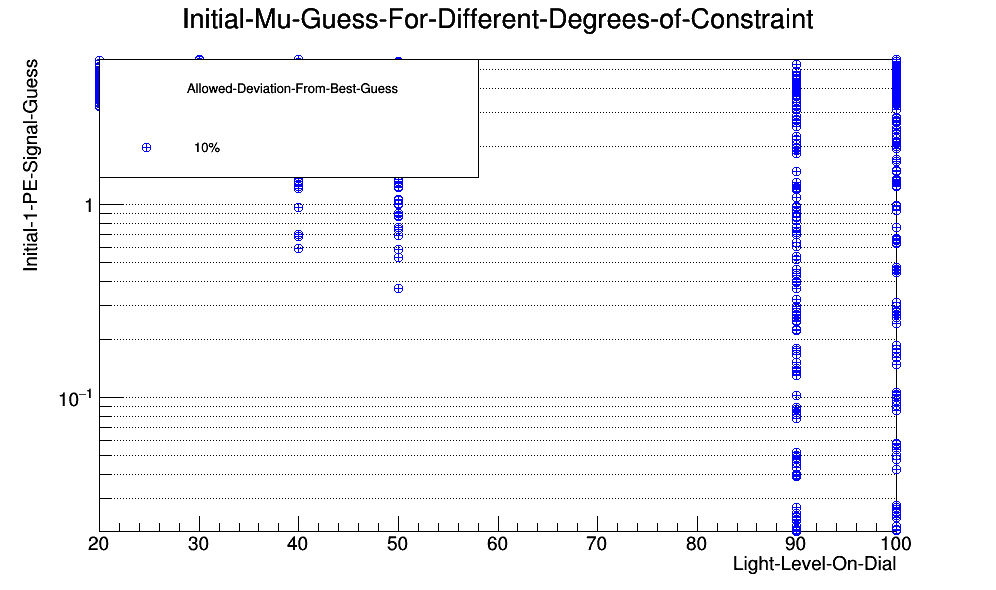 Initial-Mu-Guess-For-Different-Degrees-of-Constraint
Initial-1-PE-Signal-Guess
Allowed-Deviation-From-Best-Guess
10%
1
10⁻¹
20 30 40 50 60 70 80 90 100
Light-Level-On-Dial